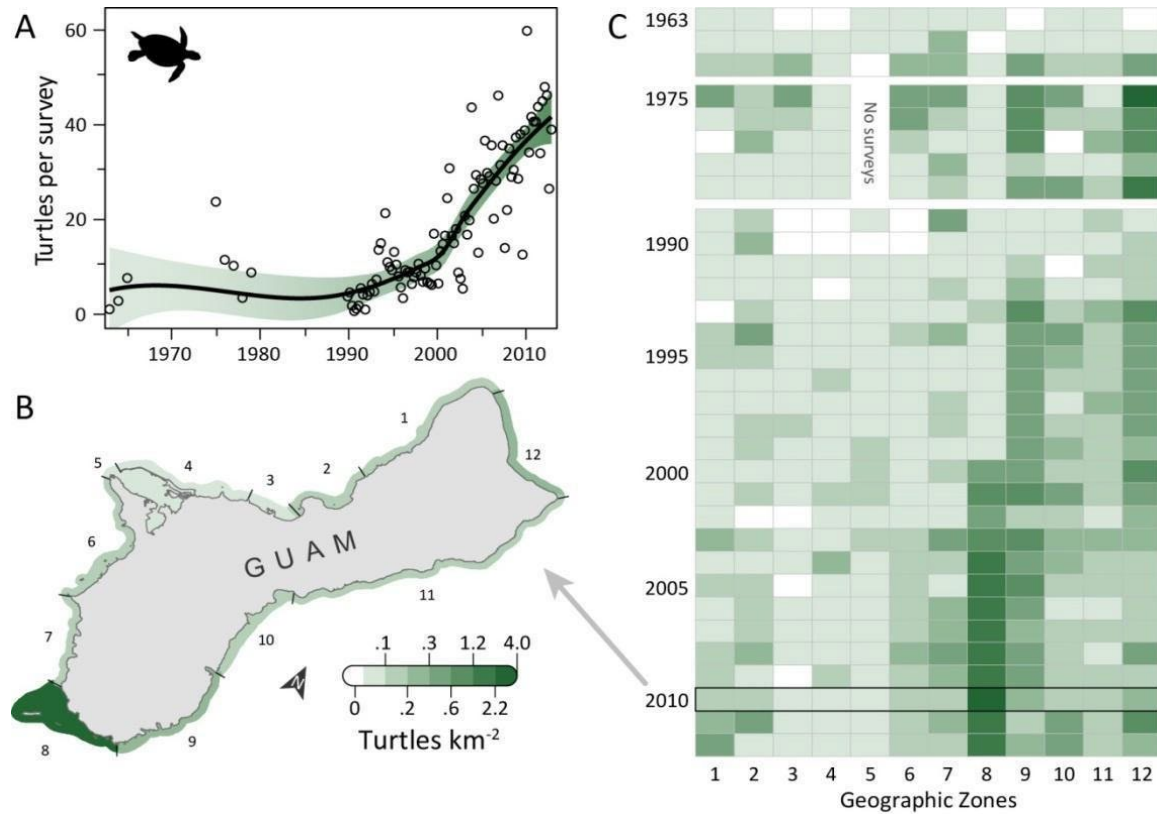 A
60
40
20
0
Turtles per survey
1970 1980 1990 2000 2010
B
1
2
3
4
5
6
7
8
9
10
11
12
GUAM
N
.1 .3 1.2 4.0
0 .2 .6 2.2
Turtles km-2
C
1963
1975
No surveys
1990
1995
2000
2005
2010
1 2 3 4 5 6 7 8 9 10 11 12
Geographic Zones